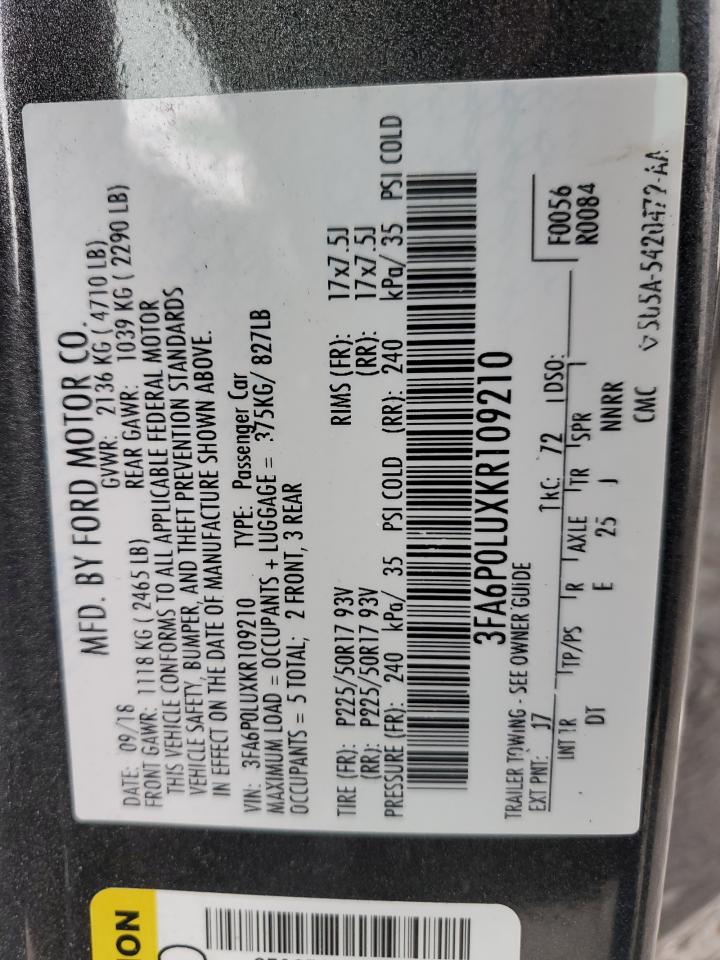 MFD. BY FORD MOTOR CO.
DATE: 09/18 GVWR: 2136 KG ( 4710 LB)
FRONT GAWR: 1118 KG ( 2465 LB) REAR GAWR: 1039 KG ( 2290 LB)
THIS VEHICLE CONFORMS TO ALL APPLICABLE FEDERAL MOTOR
VEHICLE SAFETY, BUMPER, AND THEFT PREVENTION STANDARDS
IN EFFECT ON THE DATE OF MANUFACTURE SHOWN ABOVE.
VIN: 3FA6P0LUXKR109210 TYPE: Passenger Car
MAXIMUM LOAD = OCCUPANTS + LUGGAGE = 375KG/ 827LB
OCCUPANTS = 5 TOTAL; 2 FRONT, 3 REAR
TIRE (FR): P225/50R17 93V RIMS (FR): 17x7.5J
(RR): P225/50R17 93V (RR): 17x7.5J
PRESSURE (FR): 240 kPa/ 35 PSI COLD (RR): 240 kPa/ 35 PSI COLD
3FA6P0LUXKR109210
TRAILER TOWING - SEE OWNER GUIDE
F0056
R0084
EXT PNT: J7 RC: 72 DSO:
INT TR TP/PS R AXLE TR SPR
DT E 25 J NNRR
CMC
ION